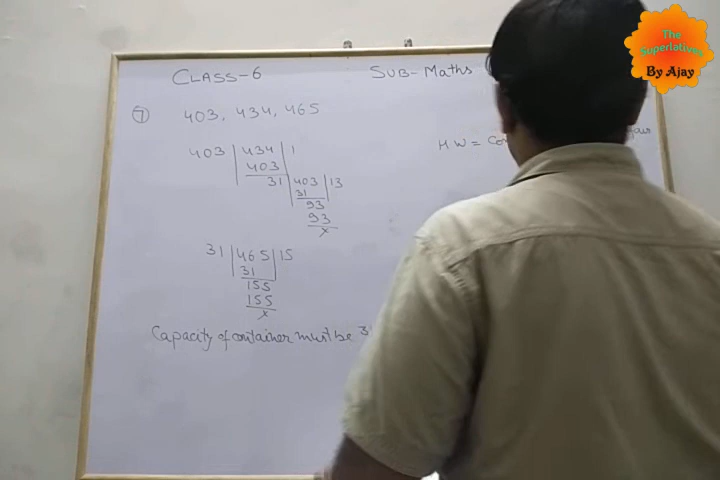 CLASS-6
SUB-Maths
The
Superlatives
By Ajay
⑦ 403, 434, 465
H W =
403 434 1
403
31 403 13
31
93
93
x
31 465 15
31
155
155
x
Capacity of container must be